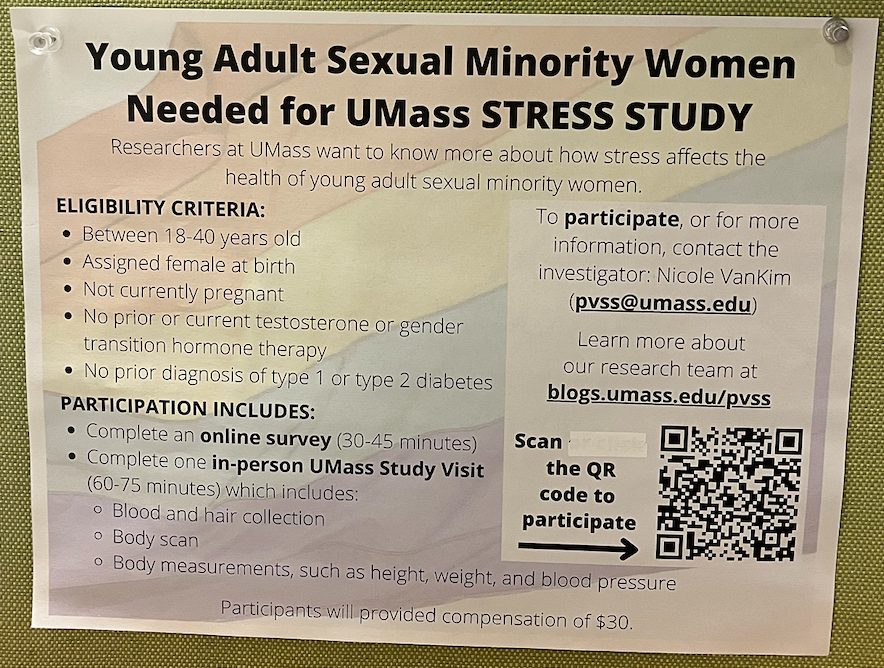 Young Adult Sexual Minority Women
Needed for UMass STRESS STUDY
Researchers at UMass want to know more about how stress affects the
health of young adult sexual minority women.
ELIGIBILITY CRITERIA:
• Between 18-40 years old
• Assigned female at birth
• Not currently pregnant
• No prior or current testosterone or gender
transition hormone therapy
• No prior diagnosis of type 1 or type 2 diabetes
PARTICIPATION INCLUDES:
• Complete an online survey (30-45 minutes)
• Complete one in-person UMass Study Visit
(60-75 minutes) which includes:
○ Blood and hair collection
○ Body scan
○ Body measurements, such as height, weight, and blood pressure
To participate, or for more
information, contact the
investigator: Nicole VanKim
(pvss@umass.edu)
Learn more about
our research team at
blogs.umass.edu/pvss
Scan or click
the QR
code to
participate
Participants will provided compensation of $30.